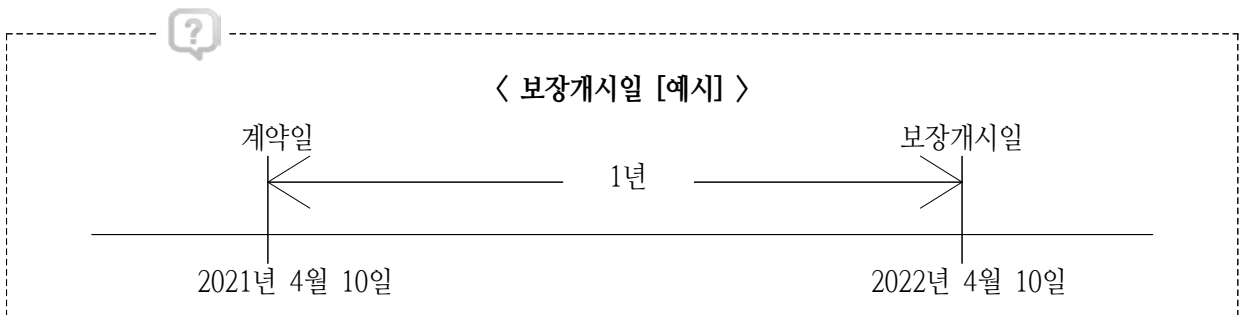 ?
〈 보장개시일 [예시] 〉
계약일 보장개시일
1년
2021년 4월 10일 2022년 4월 10일